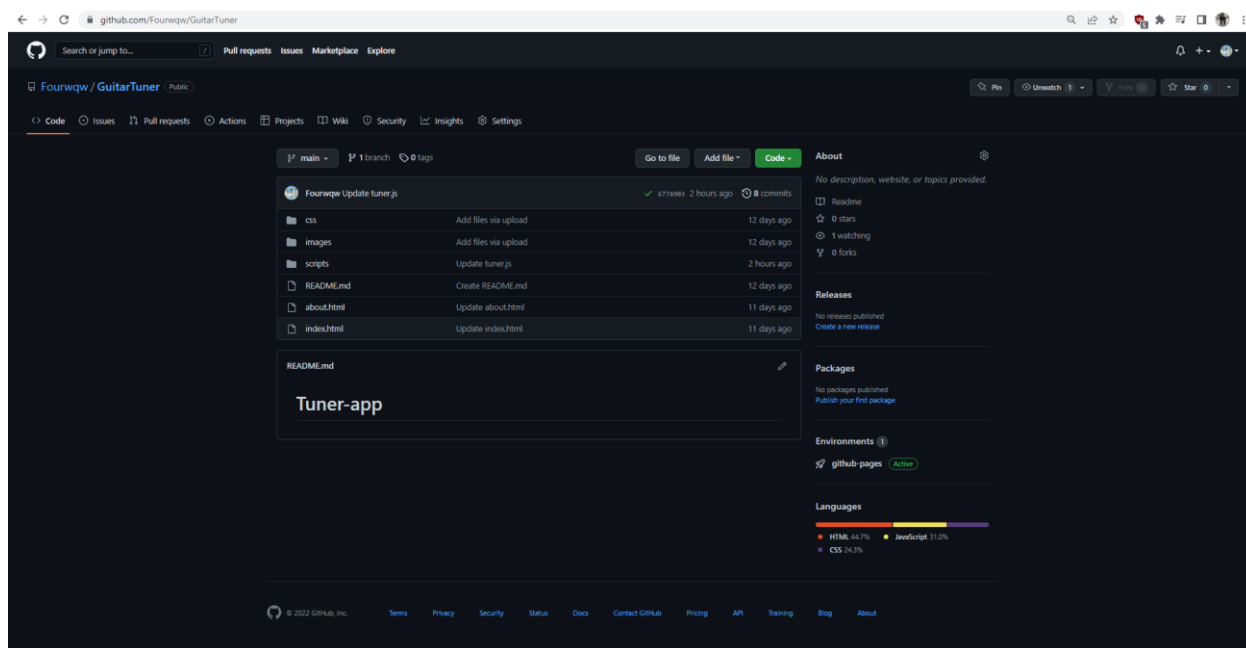 github.com/Fourwqw/GuitarTuner
Search or jump to... / Pull requests Issues Marketplace Explore
Fourwqw / GuitarTuner Public Pin Unwatch 1 Fork 0 Star 0
Code Issues Pull requests Actions Projects Wiki Security Insights Settings
main 1 branch 0 tags Go to file Add file Code
Fourwqw Update tuner.js 2 hours ago 8 commits
css Add files via upload 12 days ago
images Add files via upload 12 days ago
scripts Update tuner.js 2 hours ago
README.md Create README.md 12 days ago
about.html Update about.html 11 days ago
index.html Update index.html 11 days ago
README.md
Tuner-app
About
No description, website, or topics provided.
Readme
0 stars
1 watching
0 forks
Releases
No releases published
Create a new release
Packages
No packages published
Publish your first package
Environments 1
github-pages Active
Languages
HTML 44.7% JavaScript 31.0%
CSS 24.3%
© 2022 GitHub, Inc. Terms Privacy Security Status Docs Contact GitHub Pricing API Training Blog About